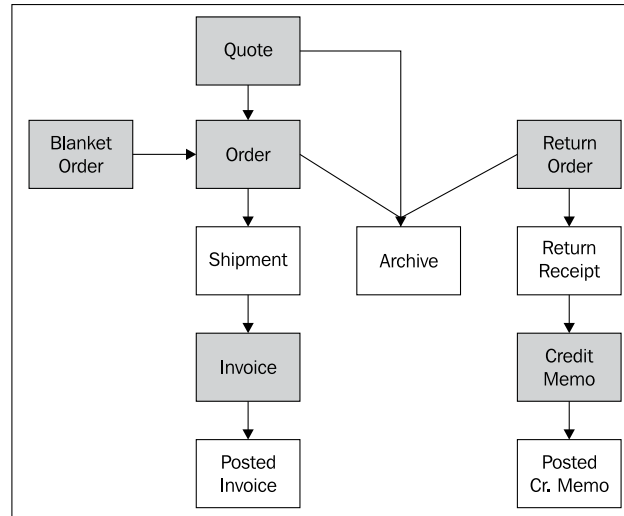 Quote
Blanket
Order
Order
Return
Order
Shipment
Archive
Return
Receipt
Invoice
Credit
Memo
Posted
Invoice
Posted
Cr. Memo